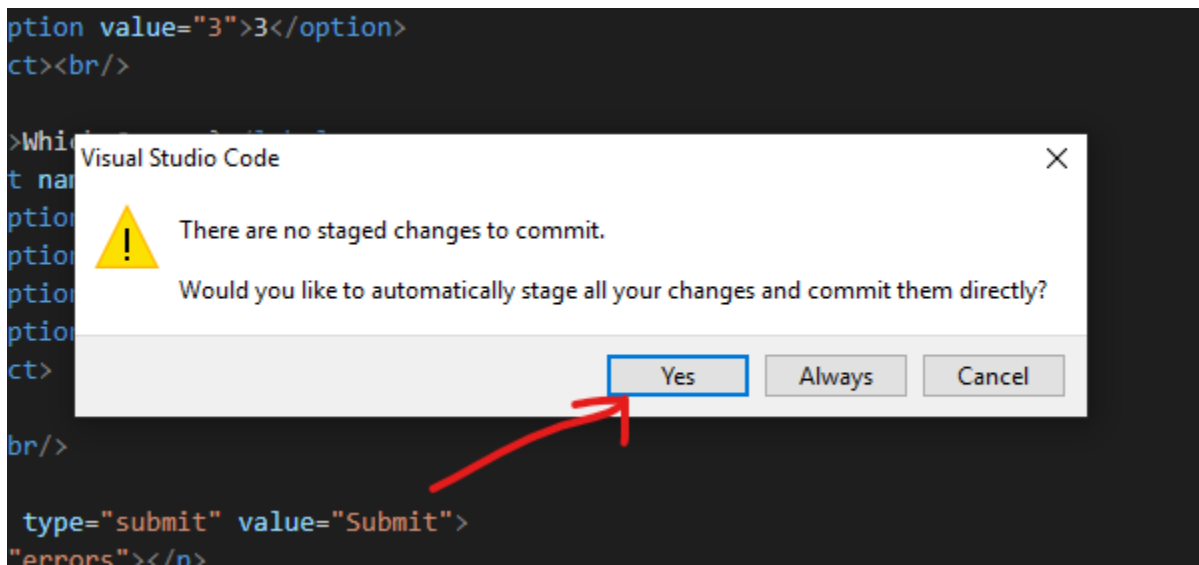 ption value="3">3</option>
ct><br/>
>Whi
Visual Studio Code
t nar
ption
There are no staged changes to commit.
ption
ption
Would you like to automatically stage all your changes and commit them directly?
ption
ct>
Yes Always Cancel
br/>
type="submit" value="Submit">
"errors"></p>